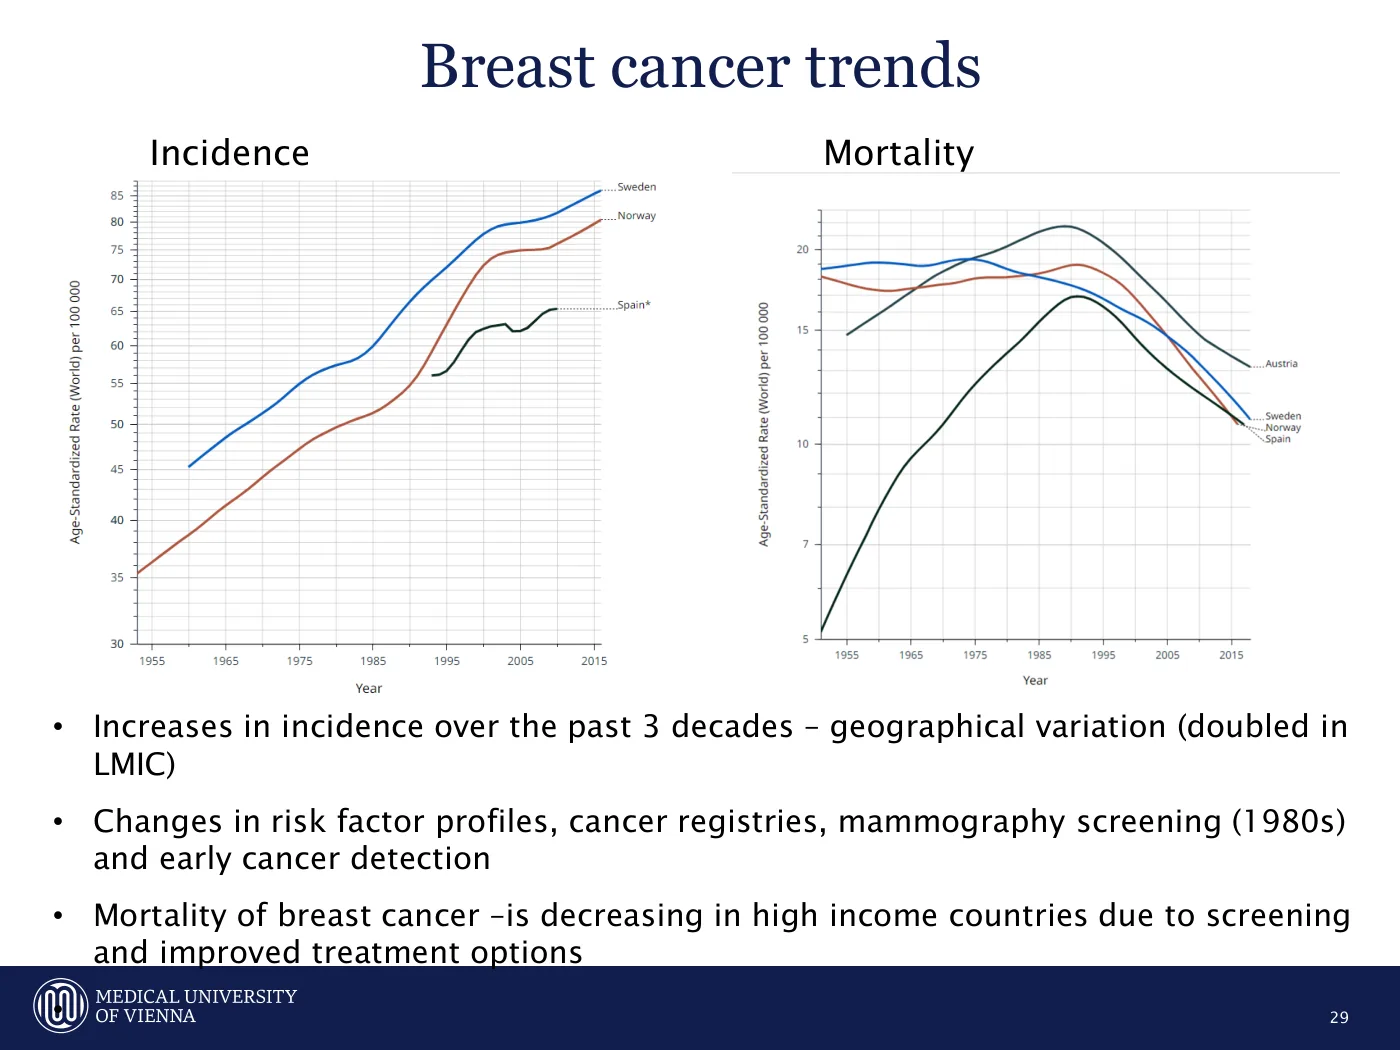 Breast cancer trends
Incidence
Mortality
Age-Standardized Rate (World) per 100 000
85
80
75
70
65
60
55
50
45
40
35
30
1955 1965 1975 1985 1995 2005 2015
Year
Sweden
Norway
Spain*
Age-Standardized Rate (World) per 100 000
20
15
10
7
5
1955 1965 1975 1985 1995 2005 2015
Year
Austria
Sweden
Norway
Spain
• Increases in incidence over the past 3 decades – geographical variation (doubled in
LMIC)
• Changes in risk factor profiles, cancer registries, mammography screening (1980s)
and early cancer detection
• Mortality of breast cancer –is decreasing in high income countries due to screening
and improved treatment options
MEDICAL UNIVERSITY
OF VIENNA
29